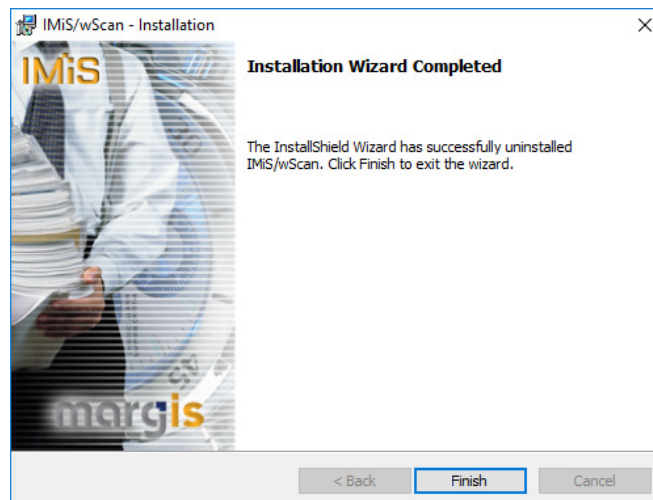 IMiS/wScan - Installation
IMiS
Installation Wizard Completed
The InstallShield Wizard has successfully uninstalled
IMiS/wScan. Click Finish to exit the wizard.
margis
< Back
Finish
Cancel